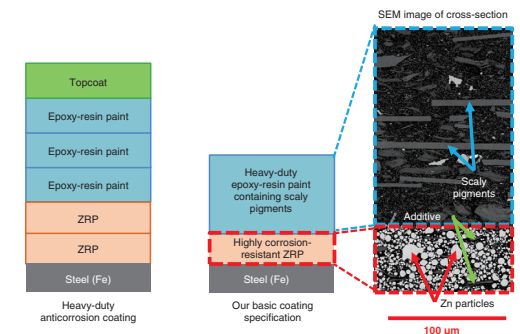 SEM image of cross-section
Topcoat
Epoxy-resin paint
Epoxy-resin paint
Epoxy-resin paint
ZRP
ZRP
Steel (Fe)
Heavy-duty
anticorrosion coating
Heavy-duty
epoxy-resin paint
containing scaly
pigments
Highly corrosion-
resistant ZRP
Steel (Fe)
Our basic coating
specification
Scaly
pigments
Additive
Zn particles
100 µm